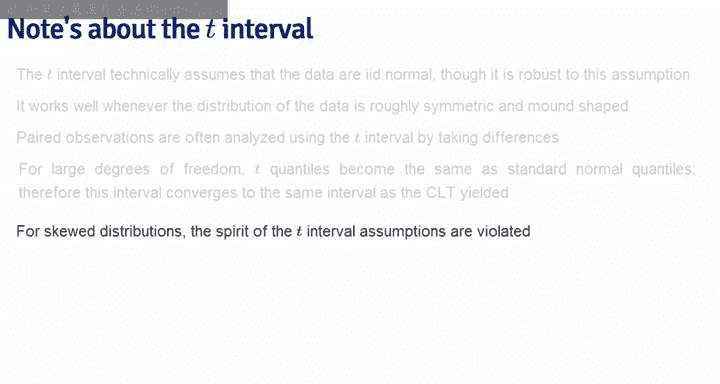 Note's about the t interval
The t interval technically assumes that the data are iid normal, though it is robust to this assumption
It works well whenever the distribution of the data is roughly symmetric and mound shaped
Paired observations are often analyzed using the t interval by taking differences
For large degrees of freedom, t quantiles become the same as standard normal quantiles;
therefore this interval converges to the same interval as the CLT yielded
For skewed distributions, the spirit of the t interval assumptions are violated